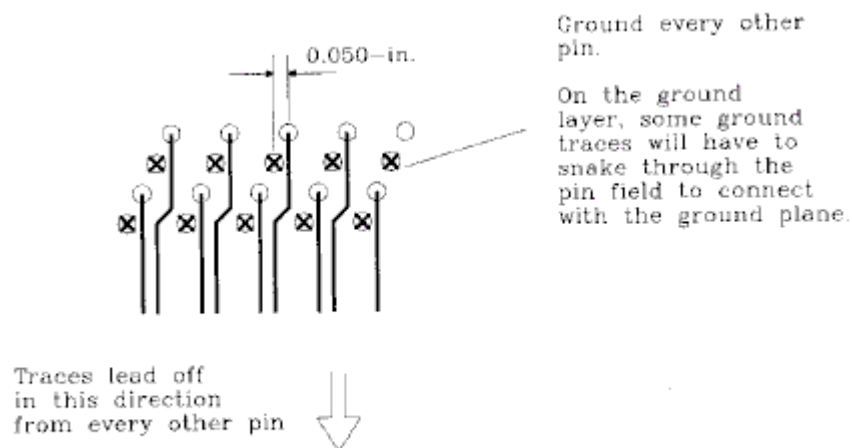 0.050-in.
Ground every other
pin.
On the ground
layer, some ground
traces will have to
snake through the
pin field to connect
with the ground plane.
Traces lead off
in this direction
from every other pin